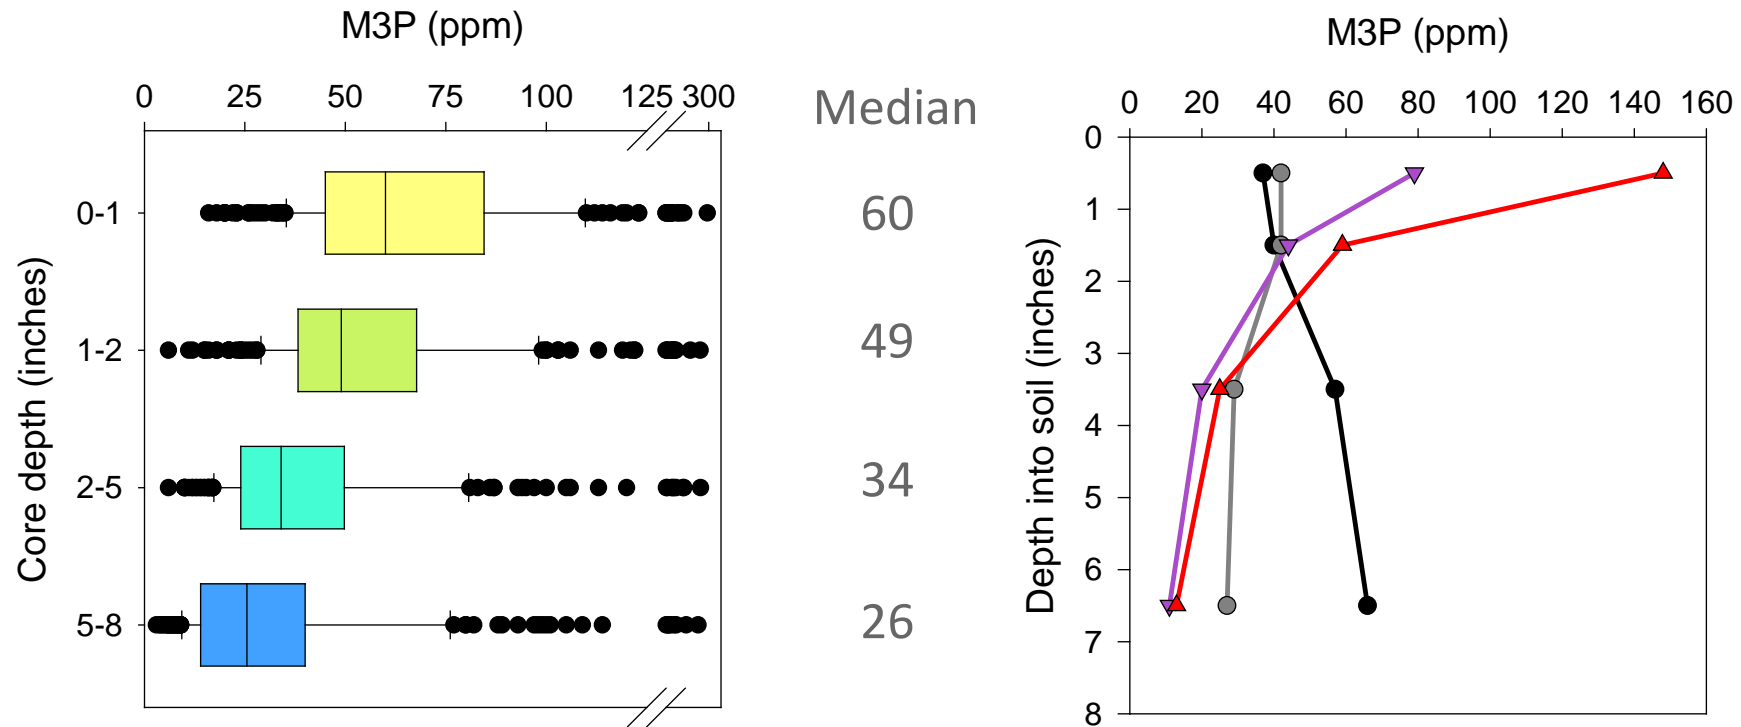 M3P (ppm)
0 25 50 75 100 125 300
Core depth (inches)
0-1
1-2
2-5
5-8
Median
60
49
34
26
M3P (ppm)
0 20 40 60 80 100 120 140 160
Depth into soil (inches)
0
1
2
3
4
5
6
7
8